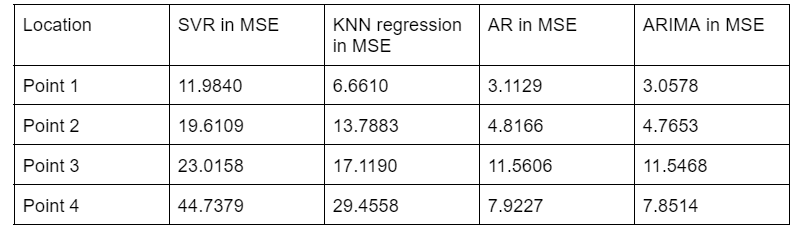 Location SVR in MSE KNN regression in MSE AR in MSE ARIMA in MSE
Point 1 11.9840 6.6610 3.1129 3.0578
Point 2 19.6109 13.7883 4.8166 4.7653
Point 3 23.0158 17.1190 11.5606 11.5468
Point 4 44.7379 29.4558 7.9227 7.8514